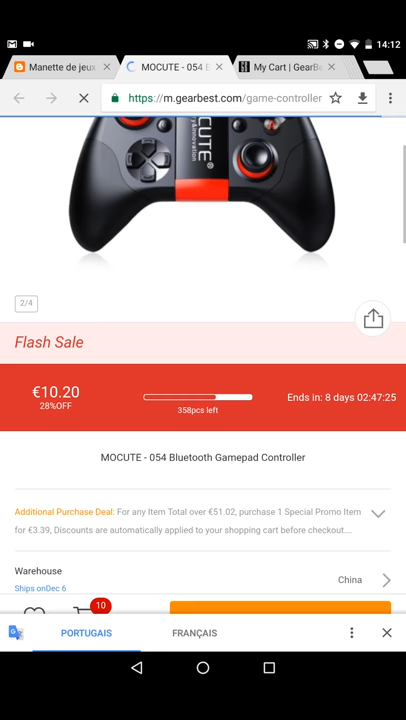 14:12
Manette de jeux
MOCUTE - 054 B
My Cart | GearBe
https://m.gearbest.com/game-controller
MOCUTE
2/4
Flash Sale
€10.20
28%OFF
358pcs left
Ends in: 8 days 02:47:25
MOCUTE - 054 Bluetooth Gamepad Controller
Additional Purchase Deal: For any Item Total over €51.02, purchase 1 Special Promo Item
for €3.39, Discounts are automatically applied to your shopping cart before checkout....
Warehouse
Ships onDec 6
China
10
PORTUGAIS
FRANÇAIS